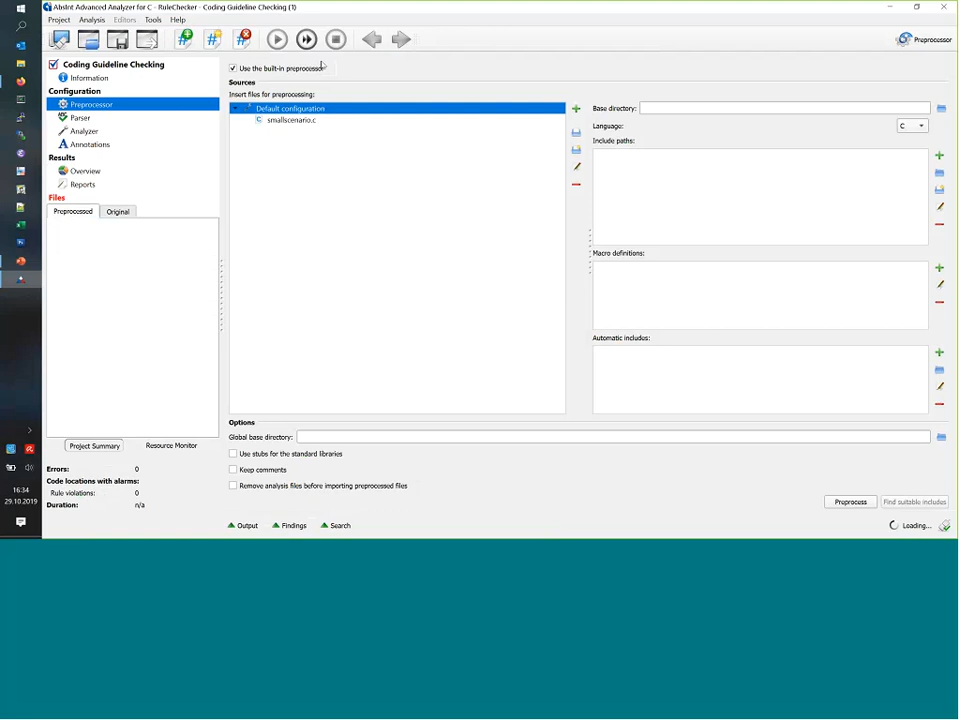 AbsInt Advanced Analyzer for C - RuleChecker - Coding Guideline Checking (1)
Project Analysis Editors Tools Help
Preprocessor
Coding Guideline Checking
Information
Configuration
Preprocessor
Parser
Analyzer
Annotations
Results
Overview
Reports
Files
Preprocessed Original
Use the built-in preprocessor
Sources
Insert files for preprocessing:
Default configuration
smallscenario.c
Base directory:
Language: C
Include paths:
Macro definitions:
Automatic includes:
Options
Global base directory:
Use stubs for the standard libraries
Keep comments
Remove analysis files before importing preprocessed files
Preprocess Find suitable includes
Project Summary Resource Monitor
Errors: 0
Code locations with alarms:
Rule violations: 0
Duration: n/a
Output Findings Search
Loading...
16:34
29.10.2019